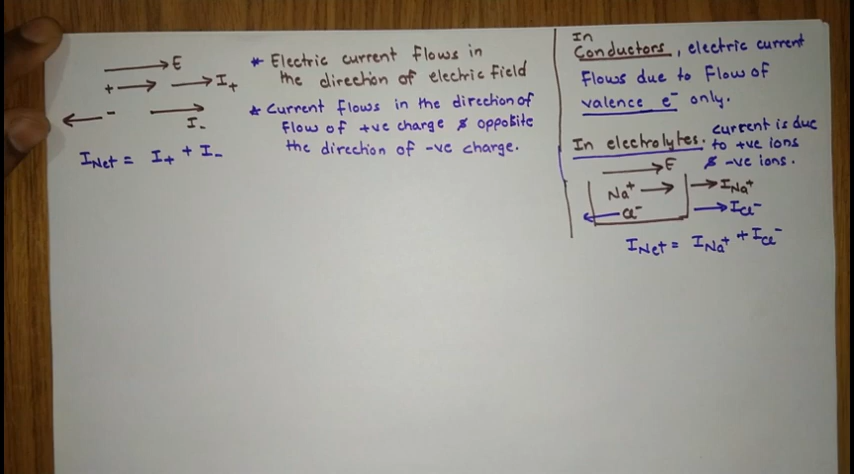 E
+ I+
-
I-
INet = I+ + I-
* Electric current flows in
the direction of electric field
* Current flows in the direction of
flow of +ve charge & opposite
the direction of -ve charge.
In
Conductors, electric current
flows due to flow of
valence e- only.
In electrolytes. current is due
to +ve ions
& -ve ions.
E
Na+ INa+
Cl- ICl-
INet = INa+ + ICl-